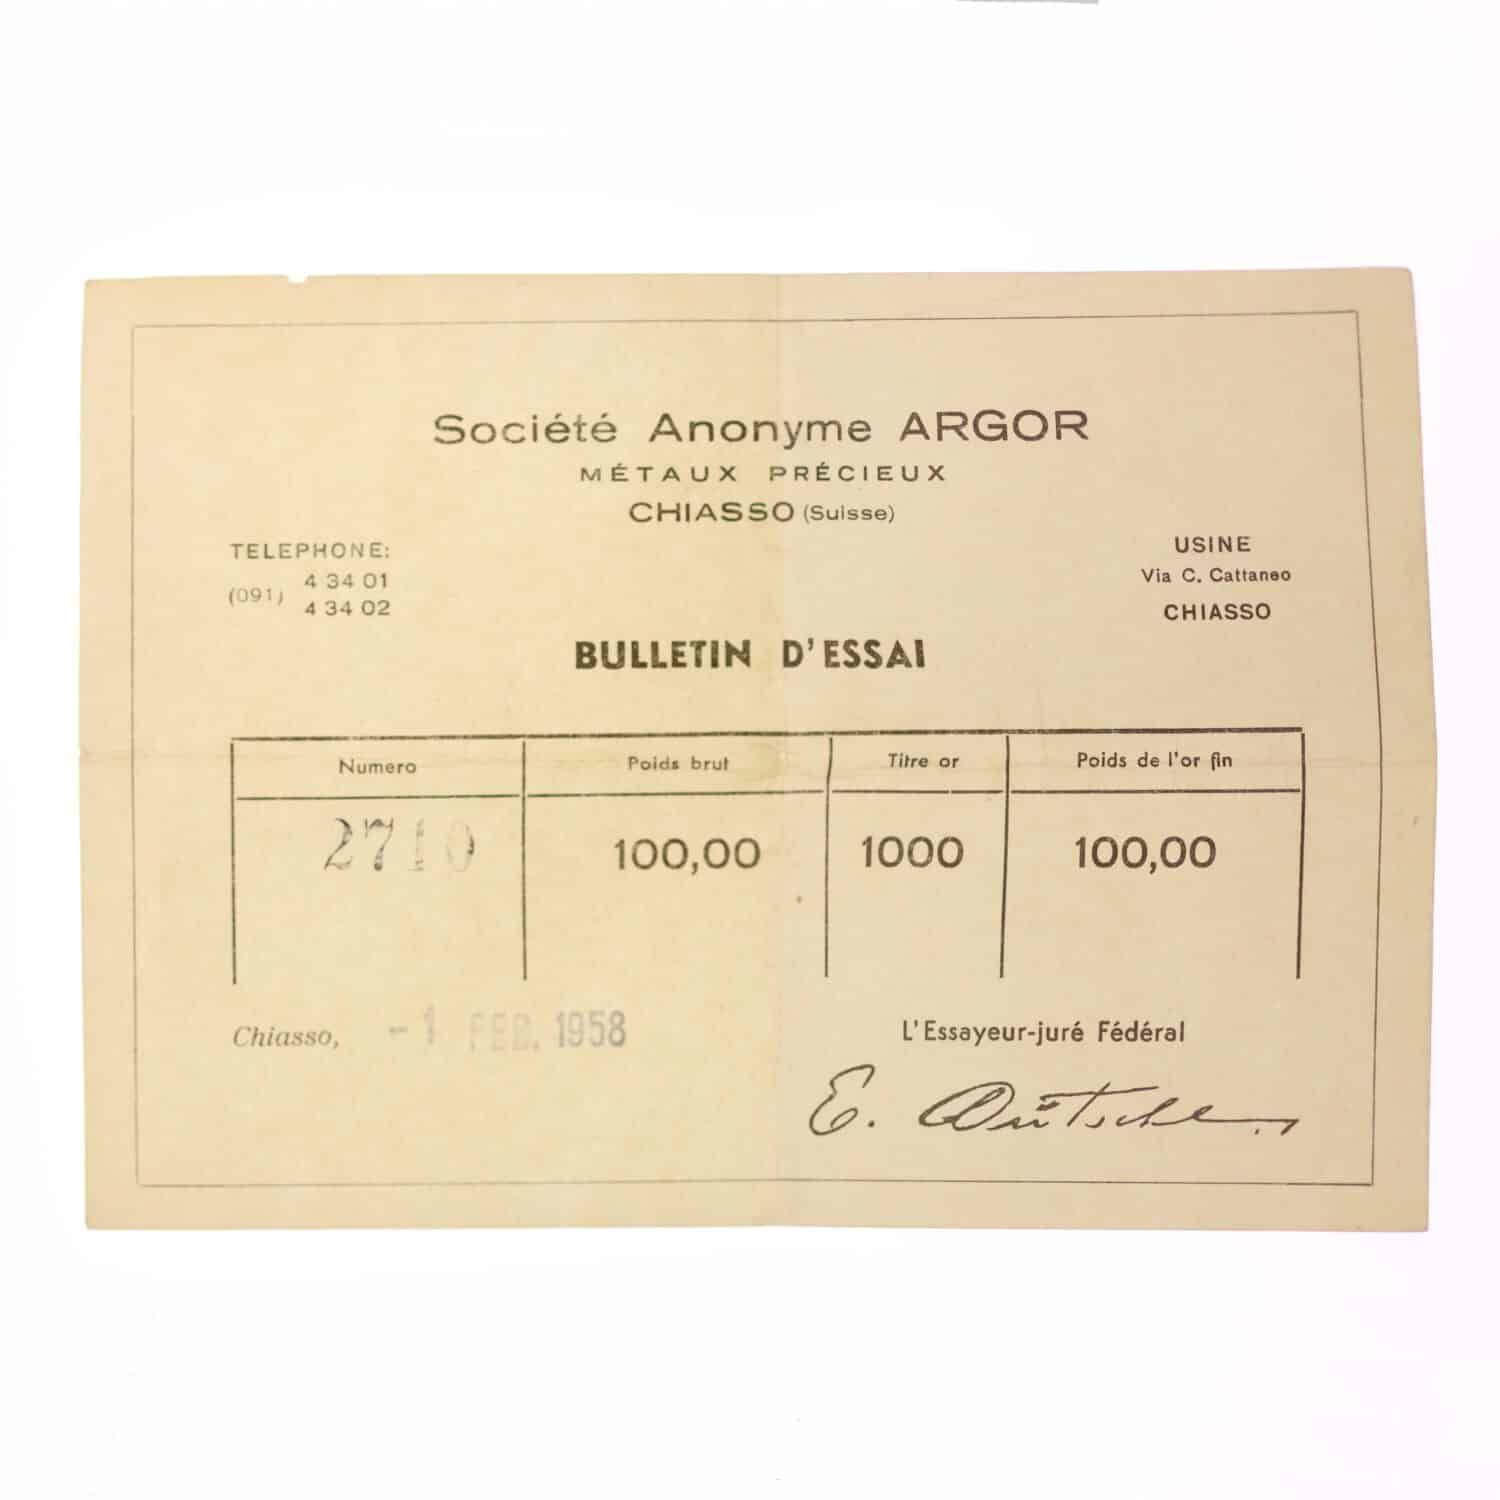 Société Anonyme ARGOR
MÉTAUX PRÉCIEUX
CHIASSO (Suisse)
TELEPHONE:
(091) 4 34 01
4 34 02
USINE
Via C. Cattaneo
CHIASSO
BULLETIN D'ESSAI
Numero Poids brut Titre or Poids de l'or fin
2710 100,00 1000 100,00
Chiasso, - 1 FEB. 1958
L'Essayeur-juré Fédéral
E.